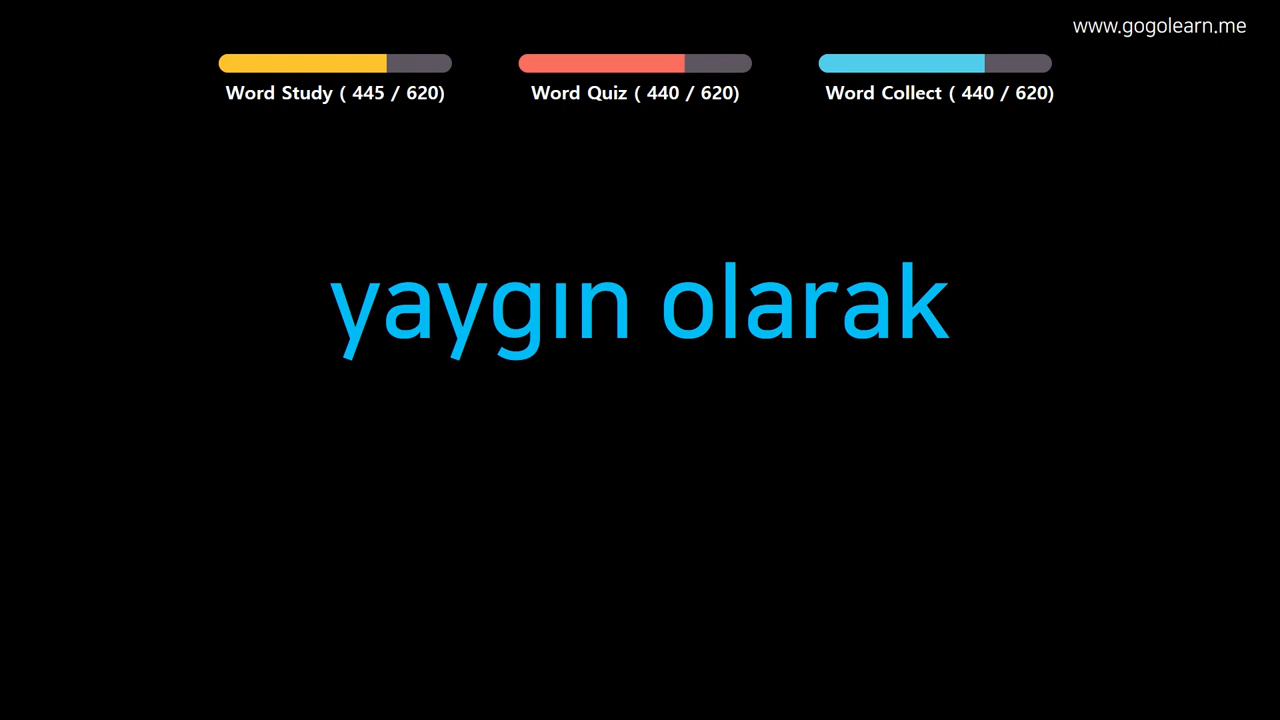 www.gogolearn.me
Word Study ( 445 / 620)
Word Quiz ( 440 / 620)
Word Collect ( 440 / 620)
yaygın olarak